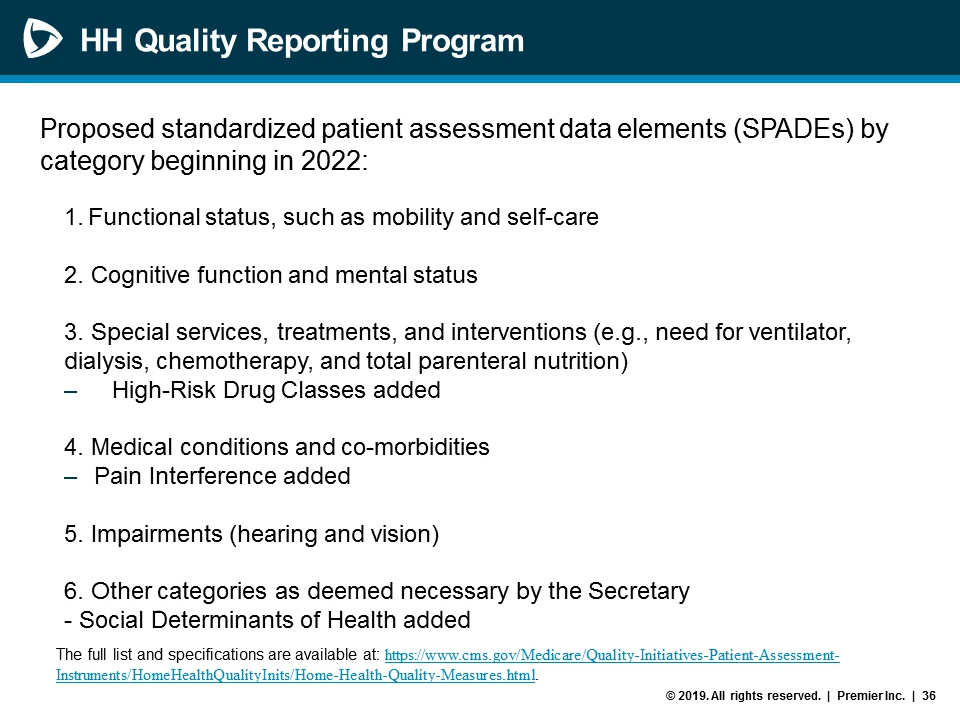 HH Quality Reporting Program
Proposed standardized patient assessment data elements (SPADEs) by
category beginning in 2022:
1. Functional status, such as mobility and self-care
2. Cognitive function and mental status
3. Special services, treatments, and interventions (e.g., need for ventilator,
dialysis, chemotherapy, and total parenteral nutrition)
– High-Risk Drug Classes added
4. Medical conditions and co-morbidities
– Pain Interference added
5. Impairments (hearing and vision)
6. Other categories as deemed necessary by the Secretary
- Social Determinants of Health added
The full list and specifications are available at: https://www.cms.gov/Medicare/Quality-Initiatives-Patient-Assessment-
Instruments/HomeHealthQualityInits/Home-Health-Quality-Measures.html.
© 2019. All rights reserved. | Premier Inc. | 36